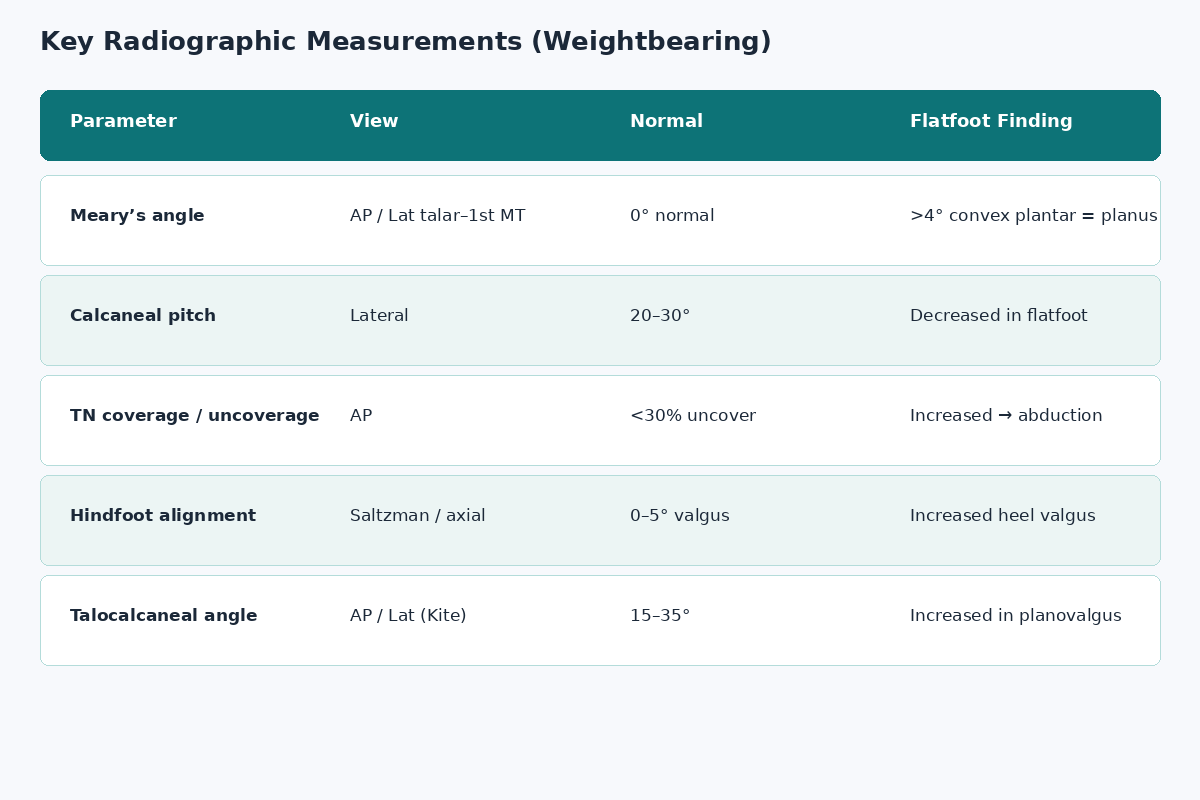 Key Radiographic Measurements (Weightbearing)
Parameter View Normal Flatfoot Finding
Meary’s angle AP / Lat talar–1st MT 0° normal >4° convex plantar = planus
Calcaneal pitch Lateral 20–30° Decreased in flatfoot
TN coverage / uncoverage AP <30% uncover Increased → abduction
Hindfoot alignment Saltzman / axial 0–5° valgus Increased heel valgus
Talocalcaneal angle AP / Lat (Kite) 15–35° Increased in planovalgus